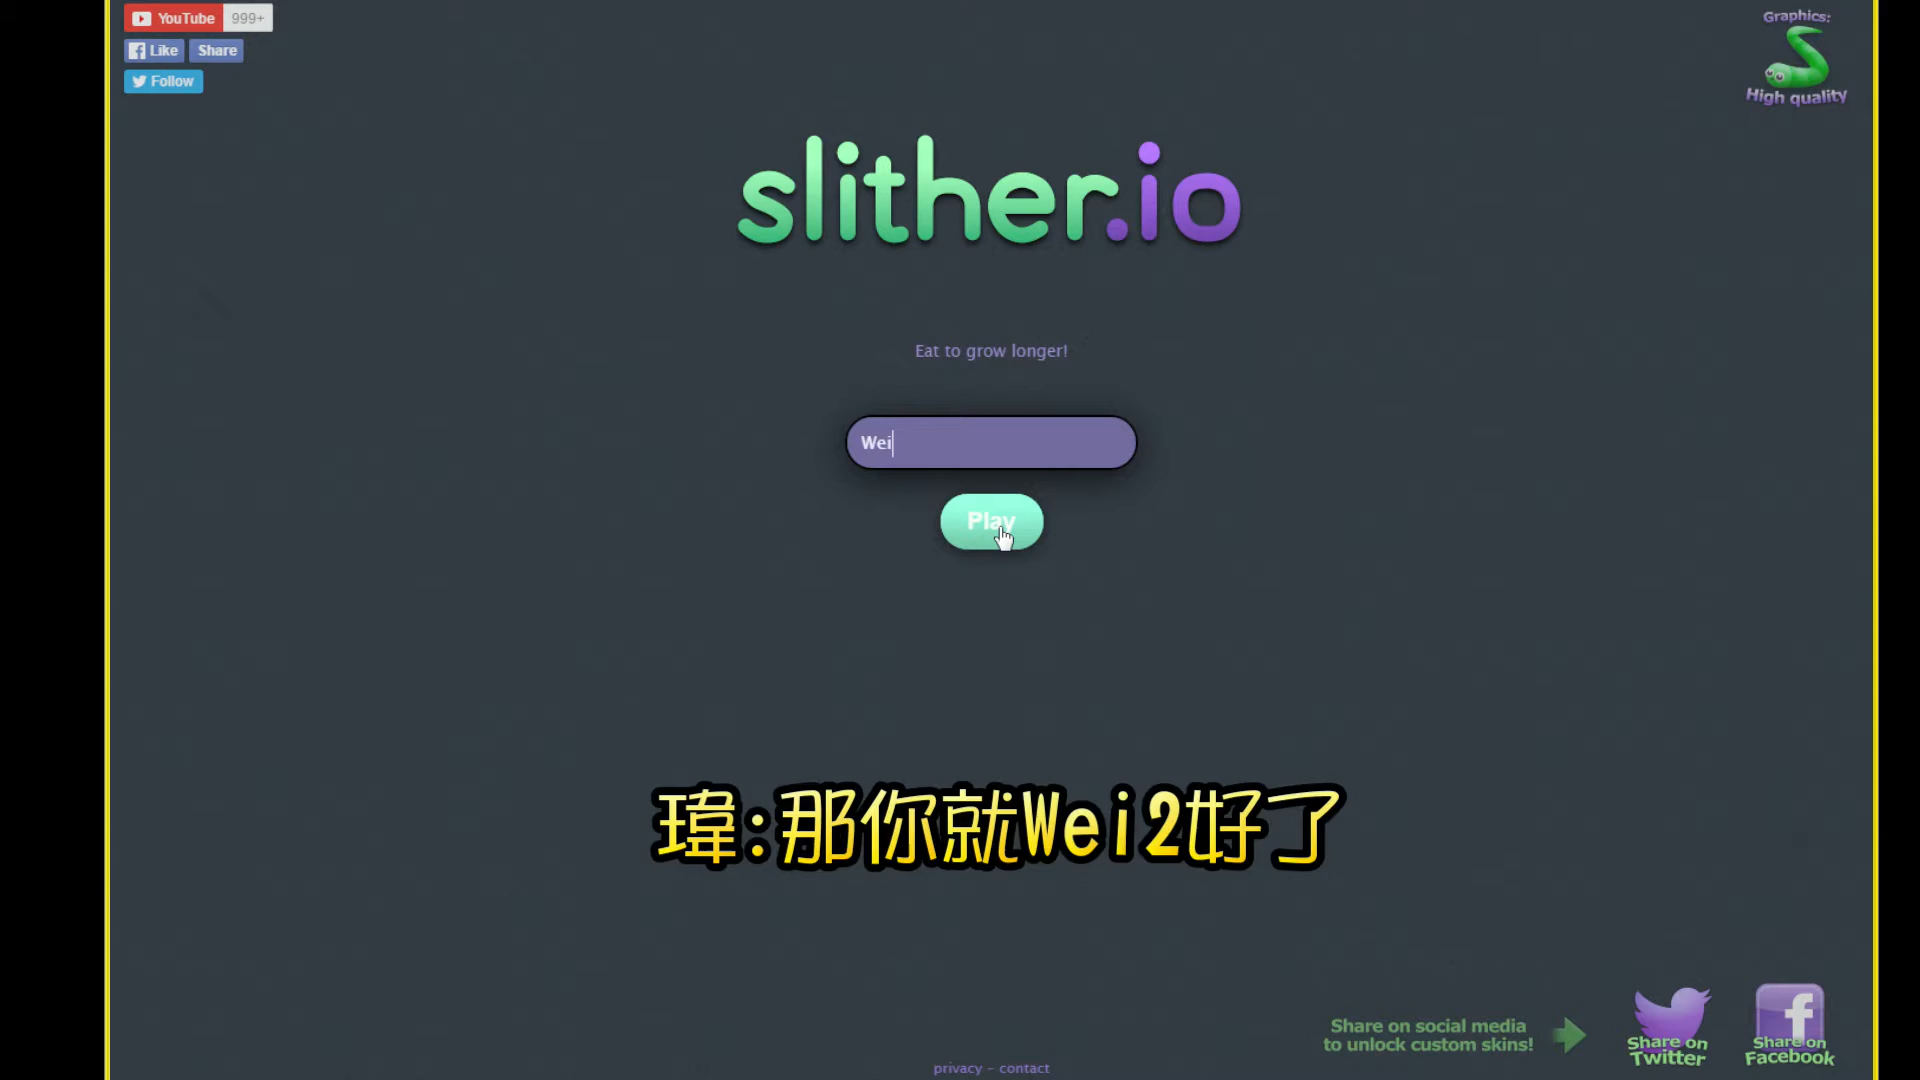 YouTube 999+
Like Share
Follow
Graphics:
High quality
slither.io
Eat to grow longer!
Wei
Play
瑋:那你就Wei2好了
Share on social media
to unlock custom skins!
Share on
Twitter
Share on
Facebook
privacy - contact